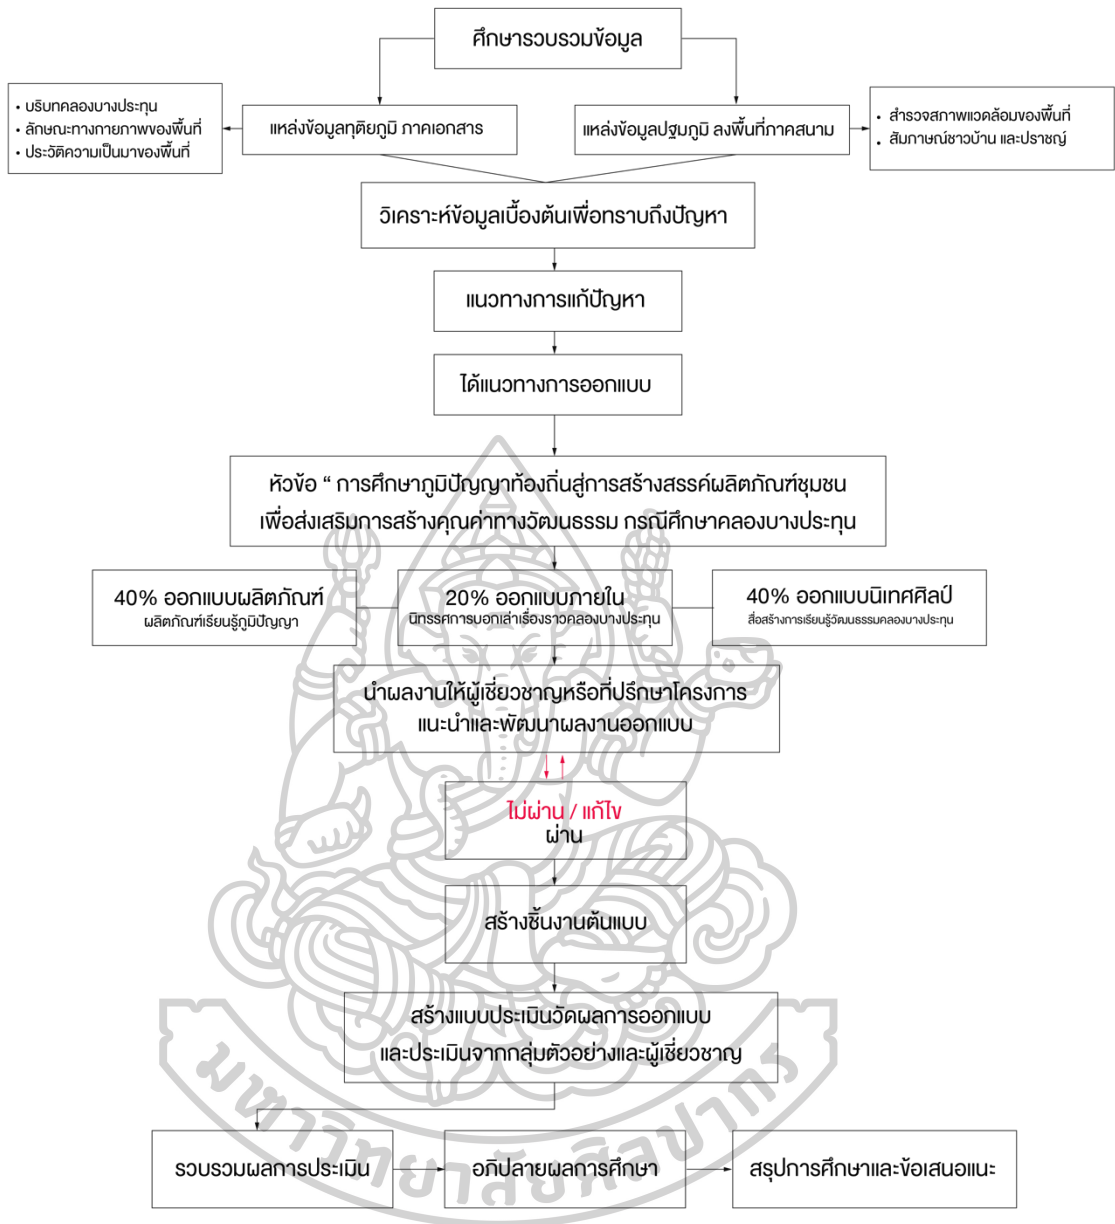 ศึกษารวบรวมข้อมูล
• บริบทคลองบางประทุน
• ลักษณะทางกายภาพของพื้นที่
• ประวัติความเป็นมาของพื้นที่
แหล่งข้อมูลทุติยภูมิ ภาคเอกสาร
แหล่งข้อมูลปฐมภูมิ ลงพื้นที่ภาคสนาม
• สำรวจสภาพแวดล้อมของพื้นที่
• สัมภาษณ์ชาวบ้าน และปราชญ์
วิเคราะห์ข้อมูลเบื้องต้นเพื่อทราบถึงปัญหา
แนวทางการแก้ปัญหา
ได้แนวทางการออกแบบ
หัวข้อ “ การศึกษาภูมิปัญญาท้องถิ่นสู่การสร้างสรรค์ผลิตภัณฑ์ชุมชน
เพื่อส่งเสริมการสร้างคุณค่าทางวัฒนธรรม กรณีศึกษาคลองบางประทุน
40% ออกแบบผลิตภัณฑ์
ผลิตภัณฑ์เรียนรู้ภูมิปัญญา
20% ออกแบบภายใน
นิทรรศการบอกเล่าเรื่องราวคลองบางประทุน
40% ออกแบบนิเทศศิลป์
สื่อสร้างการเรียนรู้วัฒนธรรมคลองบางประทุน
นำผลงานให้ผู้เชี่ยวชาญหรือที่ปรึกษาโครงการ
แนะนำและพัฒนาผลงานออกแบบ
ไม่ผ่าน / แก้ไข
ผ่าน
สร้างชิ้นงานต้นแบบ
สร้างแบบประเมินวัดผลการออกแบบ
และประเมินจากกลุ่มตัวอย่างและผู้เชี่ยวชาญ
รวบรวมผลการประเมิน
อภิปลายผลการศึกษา
สรุปการศึกษาและข้อเสนอแนะ
มหาวิทยาลัยศิลปากร